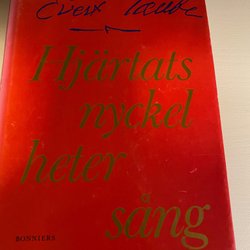 Evert Taube
Hjärtats
nyckel
heter
sång
BONNIERS